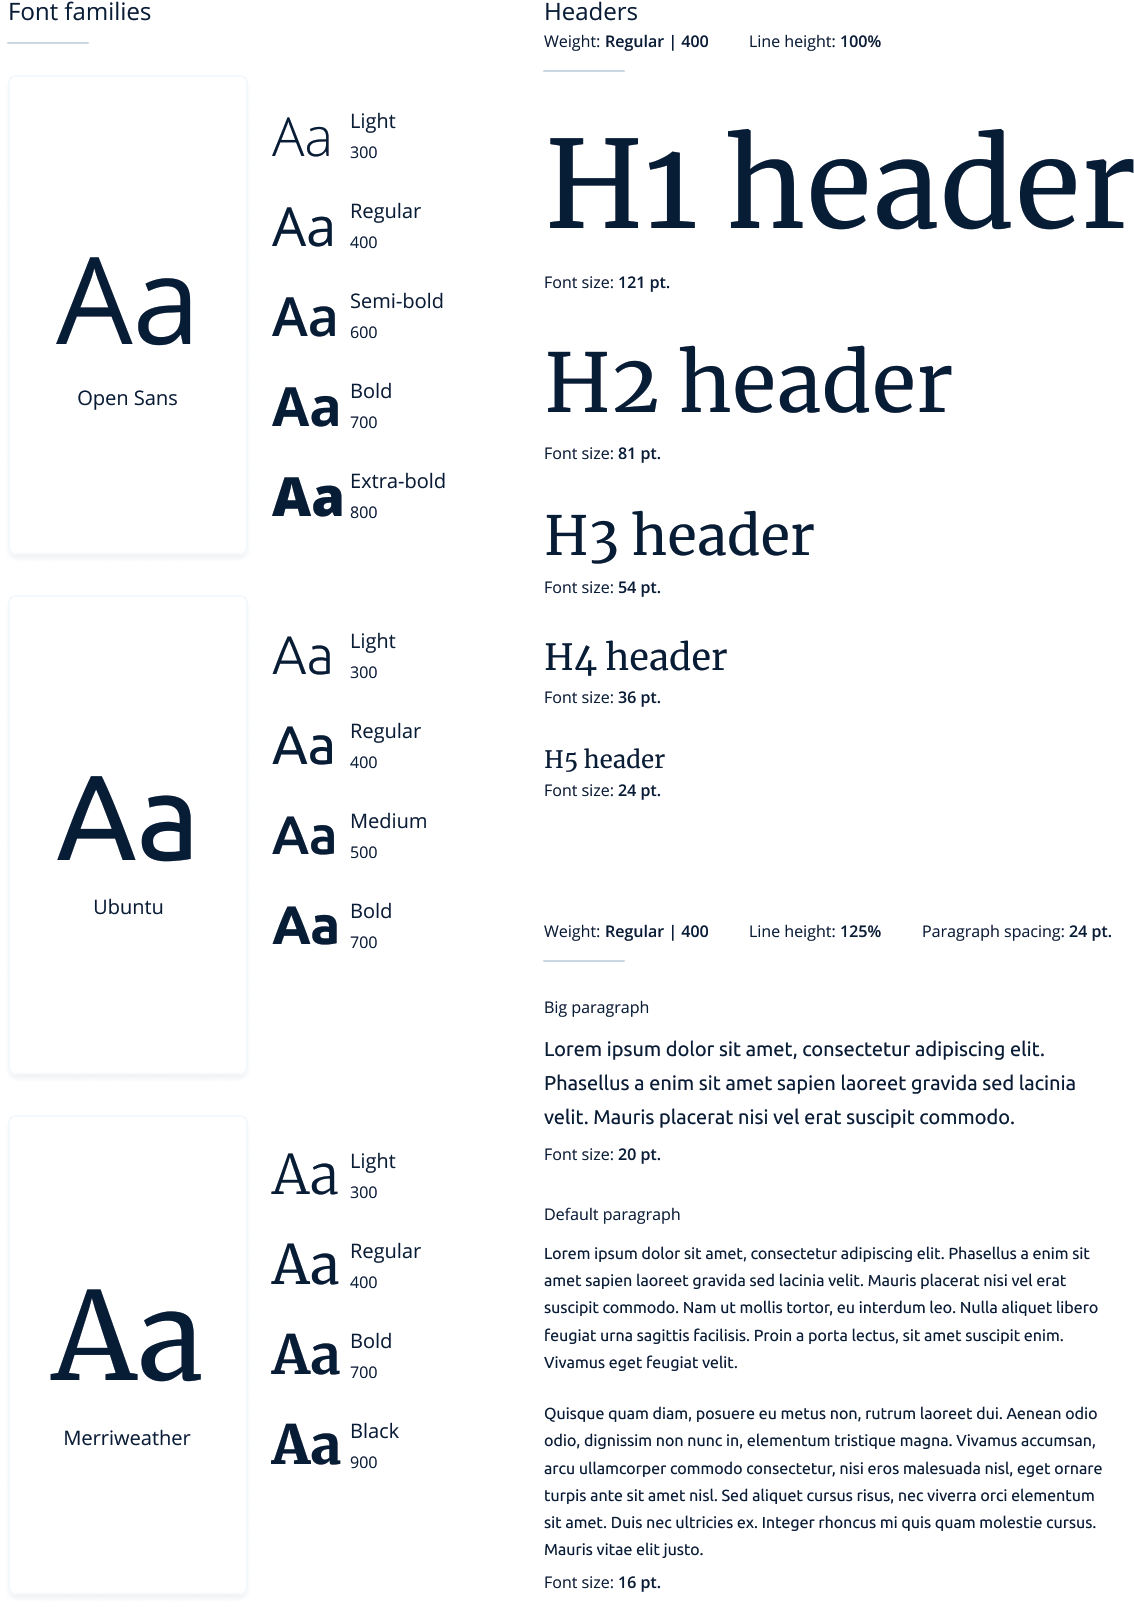 Font families
Aa
Open Sans
Aa
Light
300
Aa
Regular
400
Aa
Semi-bold
600
Aa
Bold
700
Aa
Extra-bold
800
Aa
Ubuntu
Aa
Light
300
Aa
Regular
400
Aa
Medium
500
Aa
Bold
700
Aa
Merriweather
Aa
Light
300
Aa
Regular
400
Aa
Bold
700
Aa
Black
900
Headers
Weight: Regular | 400 Line height: 100%
H1 header
Font size: 121 pt.
H2 header
Font size: 81 pt.
H3 header
Font size: 54 pt.
H4 header
Font size: 36 pt.
H5 header
Font size: 24 pt.
Weight: Regular | 400 Line height: 125% Paragraph spacing: 24 pt.
Big paragraph
Lorem ipsum dolor sit amet, consectetur adipiscing elit.
Phasellus a enim sit amet sapien laoreet gravida sed lacinia
velit. Mauris placerat nisi vel erat suscipit commodo.
Font size: 20 pt.
Default paragraph
Lorem ipsum dolor sit amet, consectetur adipiscing elit. Phasellus a enim sit
amet sapien laoreet gravida sed lacinia velit. Mauris placerat nisi vel erat
suscipit commodo. Nam ut mollis tortor, eu interdum leo. Nulla aliquet libero
feugiat urna sagittis facilisis. Proin a porta lectus, sit amet suscipit enim.
Vivamus eget feugiat velit.
Quisque quam diam, posuere eu metus non, rutrum laoreet dui. Aenean odio
odio, dignissim non nunc in, elementum tristique magna. Vivamus accumsan,
arcu ullamcorper commodo consectetur, nisi eros malesuada nisl, eget ornare
turpis ante sit amet nisl. Sed aliquet cursus risus, nec viverra orci elementum
sit amet. Duis nec ultricies ex. Integer rhoncus mi quis quam molestie cursus.
Mauris vitae elit justo.
Font size: 16 pt.